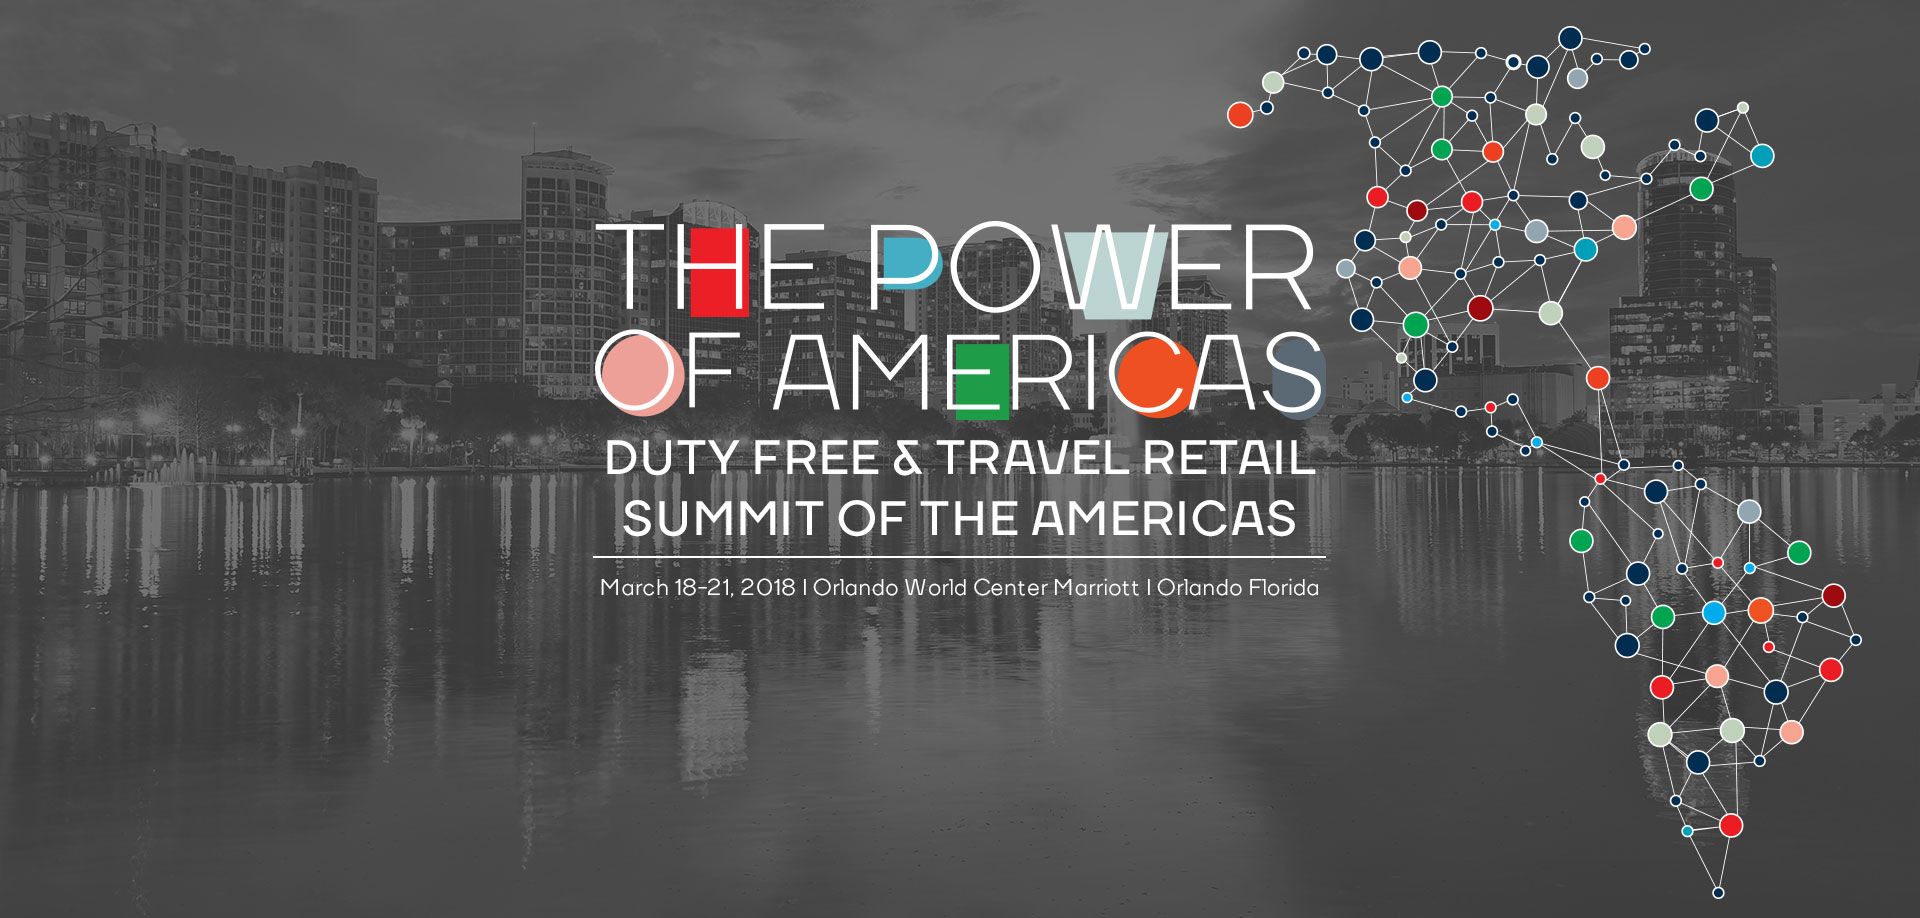 THE POWER
OF AMERICAS
DUTY FREE & TRAVEL RETAIL
SUMMIT OF THE AMERICAS
March 18-21, 2018 | Orlando World Center Marriott | Orlando Florida